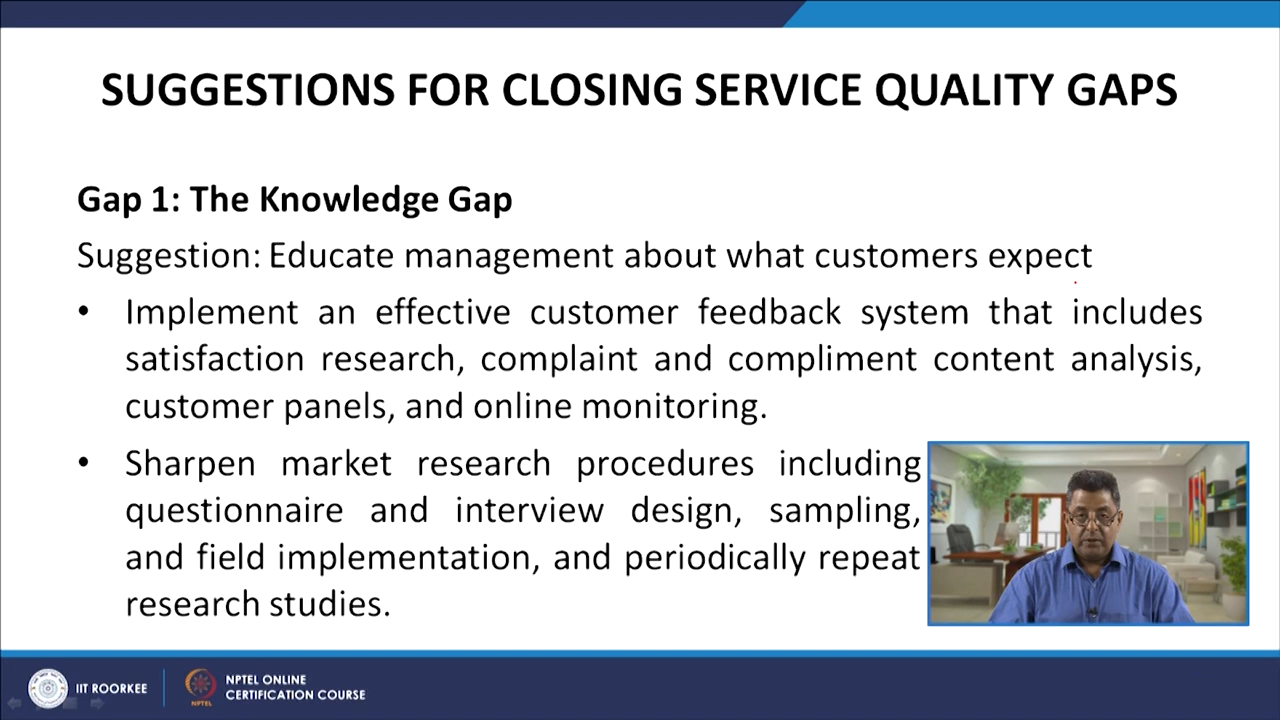 SUGGESTIONS FOR CLOSING SERVICE QUALITY GAPS
Gap 1: The Knowledge Gap
Suggestion: Educate management about what customers expect
• Implement an effective customer feedback system that includes
satisfaction research, complaint and compliment content analysis,
customer panels, and online monitoring.
• Sharpen market research procedures including
questionnaire and interview design, sampling,
and field implementation, and periodically repeat
research studies.
IIT ROORKEE
NPTEL
NPTEL ONLINE
CERTIFICATION COURSE